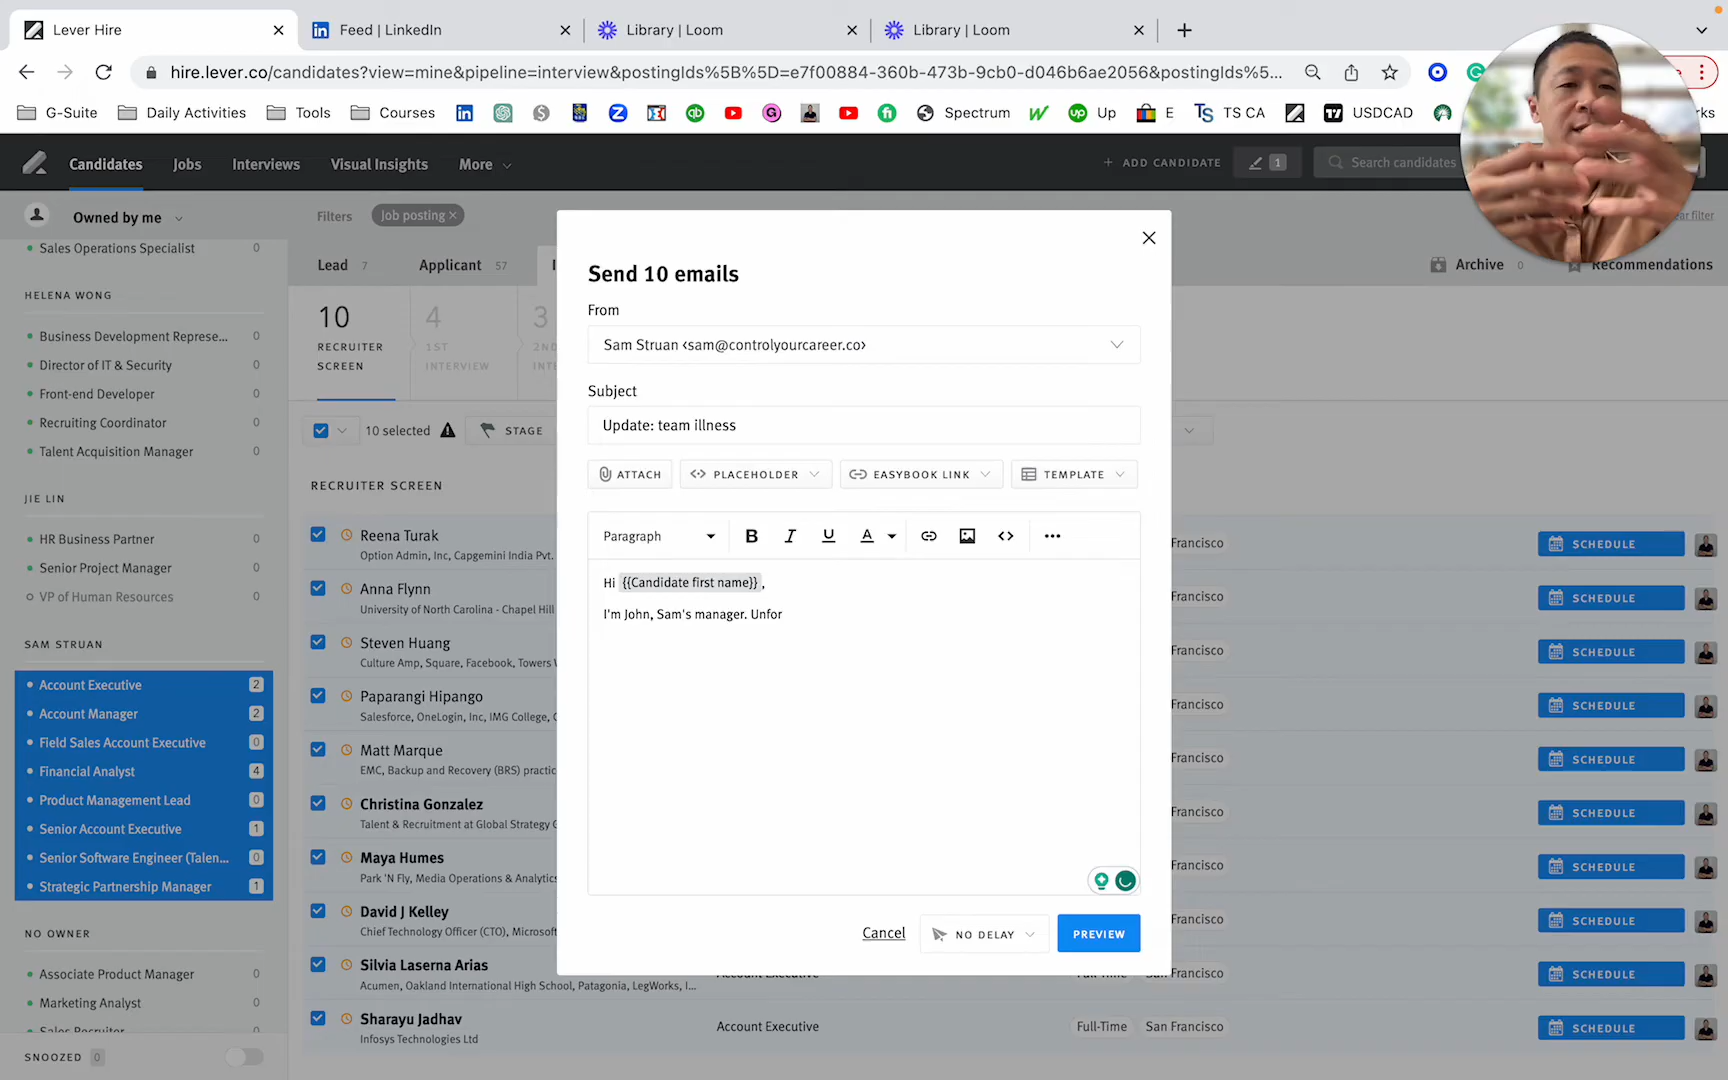 Lever Hire
Feed | LinkedIn
Library | Loom
Library | Loom
hire.lever.co/candidates?view=mine&pipeline=interview&postingIds%5B%5D=e7f00884-360b-473b-9cb0-d046b6ae2056&postingIds%5...
G-Suite
Daily Activities
Tools
Courses
Spectrum
Up
E
TS CA
USDCAD
Candidates
Jobs
Interviews
Visual Insights
More
+ ADD CANDIDATE
1
Search candidates
Owned by me
Filters
Job posting
Lead 7
Applicant 57
Archive 0
Recommendations
Sales Operations Specialist 0
HELENA WONG
Business Development Represe... 0
Director of IT & Security 0
Front-end Developer 0
Recruiting Coordinator 0
Talent Acquisition Manager 0
JIE LIN
HR Business Partner 0
Senior Project Manager 0
VP of Human Resources 0
SAM STRUAN
Account Executive 2
Account Manager 2
Field Sales Account Executive 0
Financial Analyst 4
Product Management Lead 0
Senior Account Executive 1
Senior Software Engineer (Talen... 0
Strategic Partnership Manager 1
NO OWNER
Associate Product Manager 0
Marketing Analyst 0
Sales Recruiter 0
SNOOZED 0
10
RECRUITER
SCREEN
4
1ST
INTERVIEW
3
10 selected
STAGE
RECRUITER SCREEN
Reena Turak
Option Admin, Inc, Capgemini India Pvt.
Francisco
SCHEDULE
Anna Flynn
University of North Carolina - Chapel Hill
Francisco
SCHEDULE
Steven Huang
Culture Amp, Square, Facebook, Towers
Francisco
SCHEDULE
Paparangi Hipango
Salesforce, OneLogin, Inc, IMG College,
Francisco
SCHEDULE
Matt Marque
EMC, Backup and Recovery (BRS) practic
Francisco
SCHEDULE
Christina Gonzalez
Talent & Recruitment at Global Strategy
Francisco
SCHEDULE
Maya Humes
Park 'N Fly, Media Operations & Analytics
Francisco
SCHEDULE
David J Kelley
Chief Technology Officer (CTO), Microsoft
Francisco
SCHEDULE
Silvia Laserna Arias
Acumen, Oakland International High School, Patagonia, LegWorks, I...
Account Executive
Full-Time
San Francisco
SCHEDULE
Sharayu Jadhav
Infosys Technologies Ltd
Account Executive
Full-Time
San Francisco
SCHEDULE
Send 10 emails
From
Sam Struan <sam@controlyourcareer.co>
Subject
Update: team illness
ATTACH
PLACEHOLDER
EASYBOOK LINK
TEMPLATE
Paragraph
B I U A
Hi {{Candidate first name}} ,
I'm John, Sam's manager. Unfor
Cancel
NO DELAY
PREVIEW